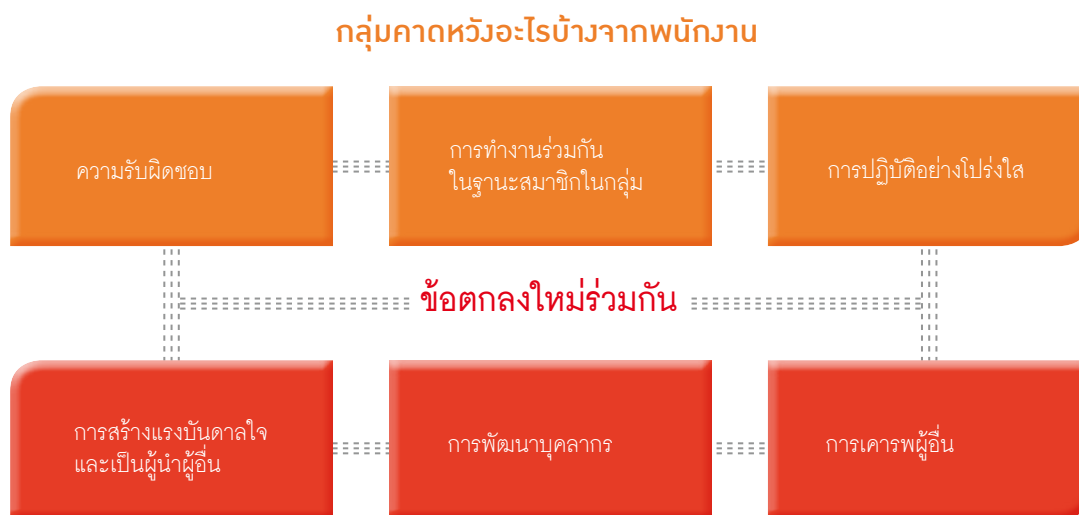 กลุ่มคาดหวังอะไรบ้างจากพนักงาน
ความรับผิดชอบ
การทำงานร่วมกัน
ในฐานะสมาชิกในกลุ่ม
การปฏิบัติอย่างโปร่งใส
ข้อตกลงใหม่ร่วมกัน
การสร้างแรงบันดาลใจ
และเป็นผู้นำผู้อื่น
การพัฒนาบุคลากร
การเคารพผู้อื่น